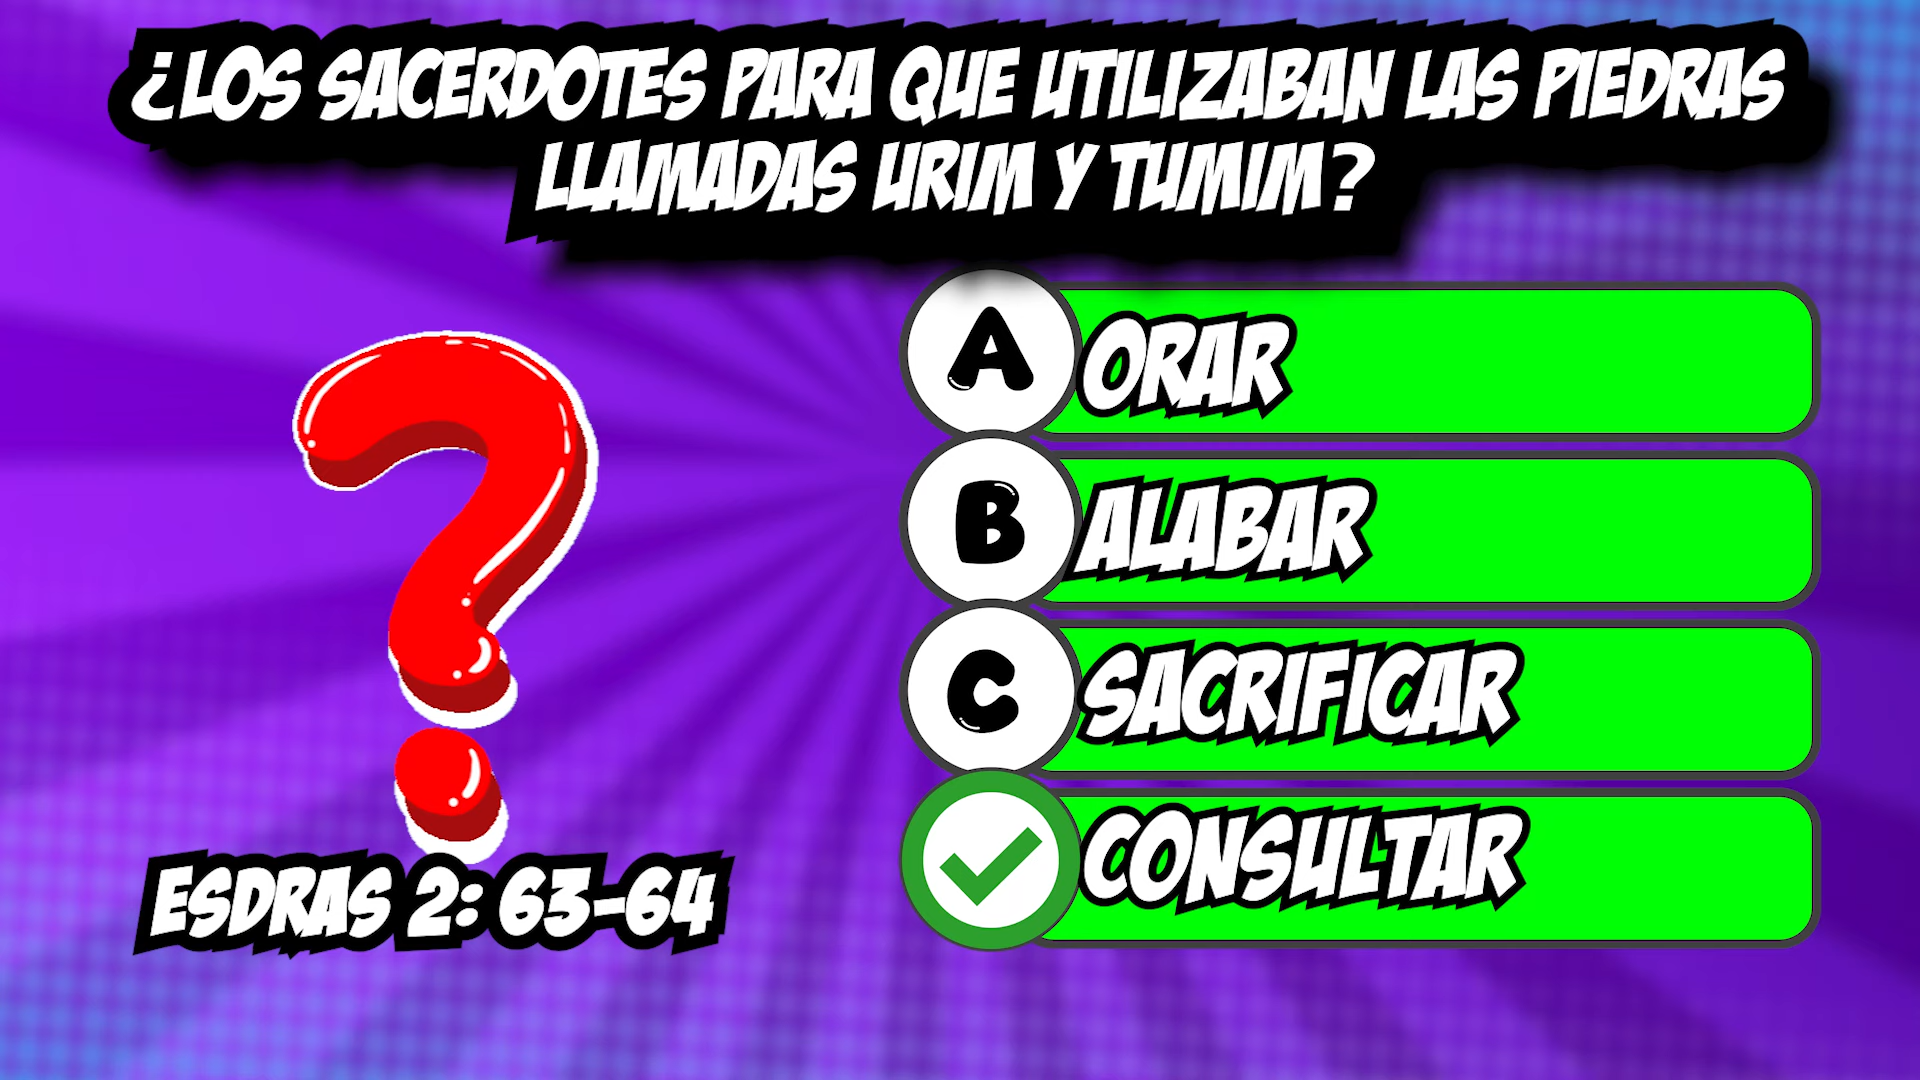 ¿LOS SACERDOTES PARA QUE UTILIZABAN LAS PIEDRAS
LLAMADAS URIM Y TUMIM?
A ORAR
B ALABAR
C SACRIFICAR
CONSULTAR
ESDRAS 2: 63-64